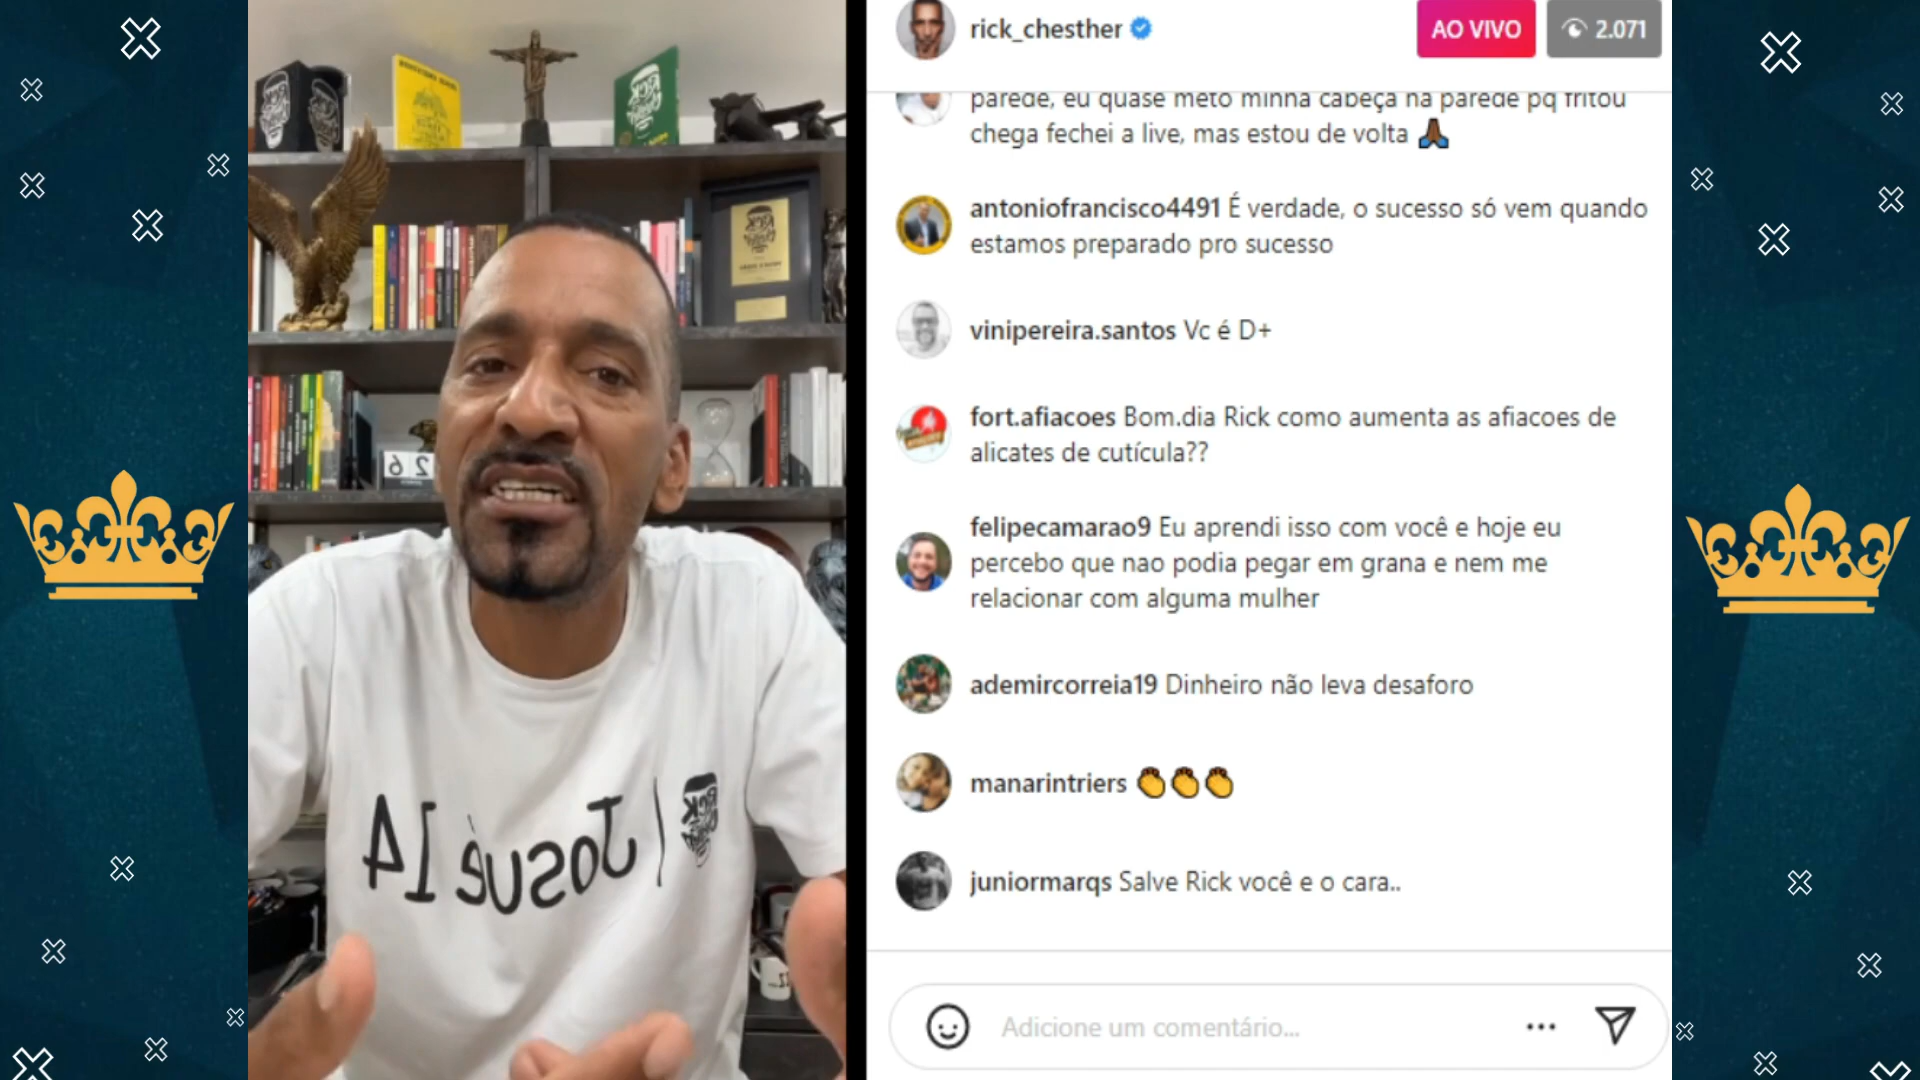 rick_chesther
AO VIVO
2.071
parede, eu quase meto minha cabeça na parede pq fritou
chega fechei a live, mas estou de volta 🙏🏾
antoniofrancisco4491 É verdade, o sucesso só vem quando
estamos preparado pro sucesso
vinipereira.santos Vc é D+
fort.afiacoes Bom.dia Rick como aumenta as afiacoes de
alicates de cutícula??
felipecamarao9 Eu aprendi isso com você e hoje eu
percebo que nao podia pegar em grana e nem me
relacionar com alguma mulher
ademircorreia19 Dinheiro não leva desaforo
manarintriers 👏👏👏
juniormarqs Salve Rick você e o cara..
Adicione um comentário...
RICK
26
Josué 14